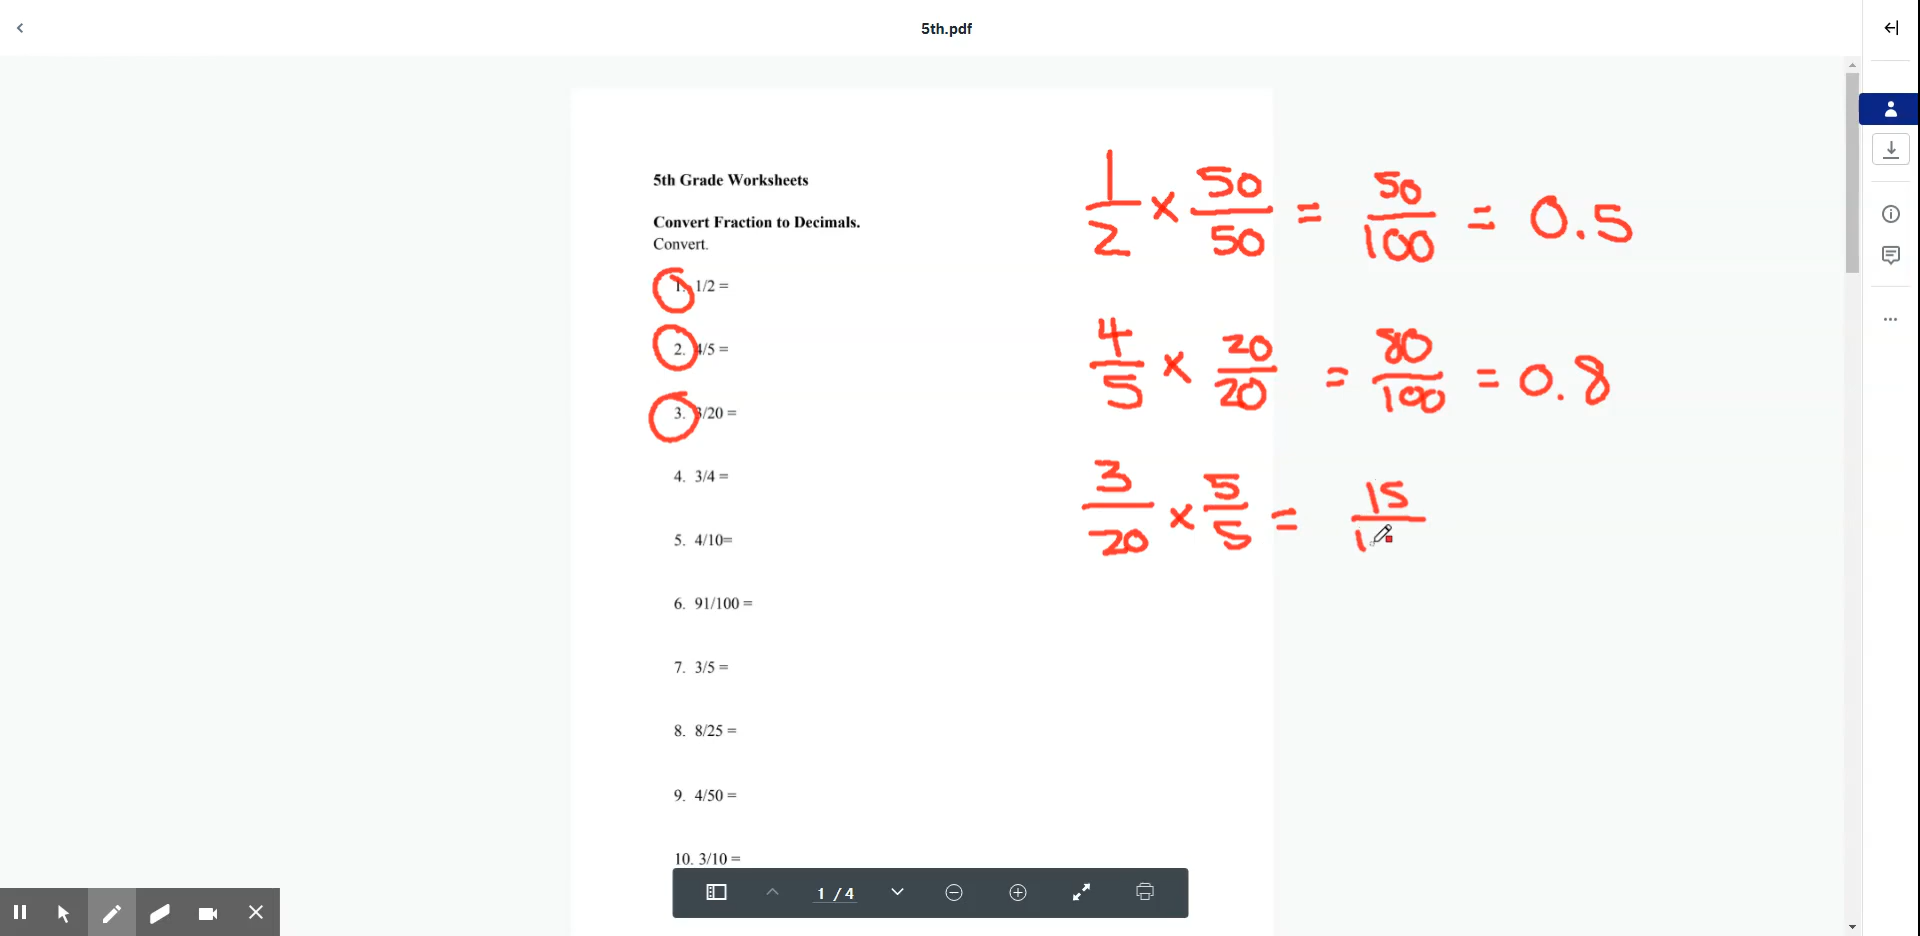 5th.pdf
5th Grade Worksheets
Convert Fraction to Decimals.
Convert.
1. 1/2 =
2. 4/5 =
3. 3/20 =
4. 3/4 =
5. 4/10=
6. 91/100 =
7. 3/5 =
8. 8/25 =
9. 4/50 =
10. 3/10 =
1/2 × 50/50 = 50/100 = 0.5
4/5 × 20/20 = 80/100 = 0.8
3/20 × 5/5 = 15/1
1 / 4